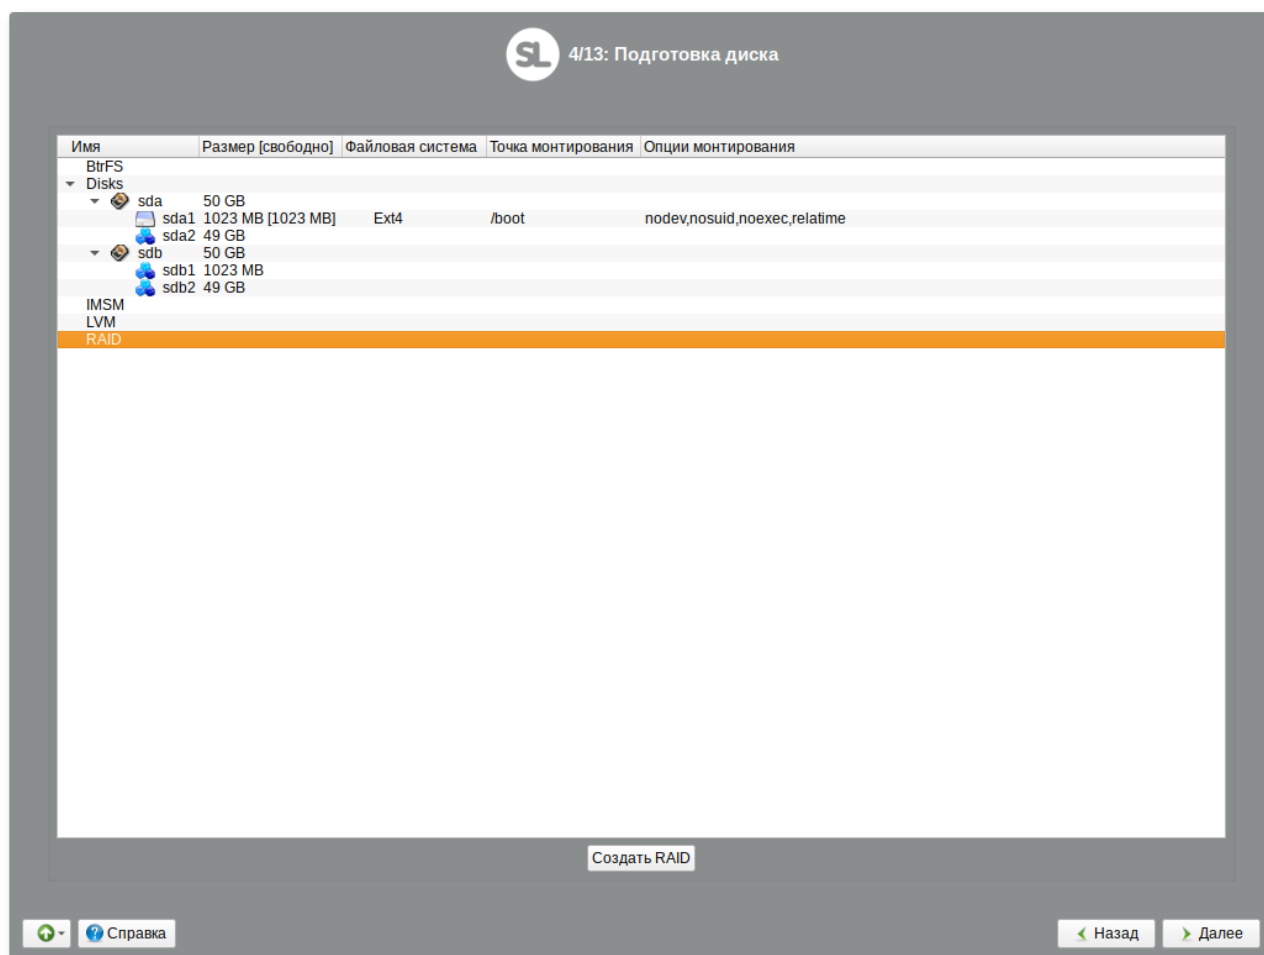 SL 4/13: Подготовка диска
Имя Размер [свободно] Файловая система Точка монтирования Опции монтирования
BtrFS
Disks
sda 50 GB
sda1 1023 MB [1023 MB] Ext4 /boot nodev,nosuid,noexec,relatime
sda2 49 GB
sdb 50 GB
sdb1 1023 MB
sdb2 49 GB
IMSM
LVM
RAID
Создать RAID
Справка Назад Далее